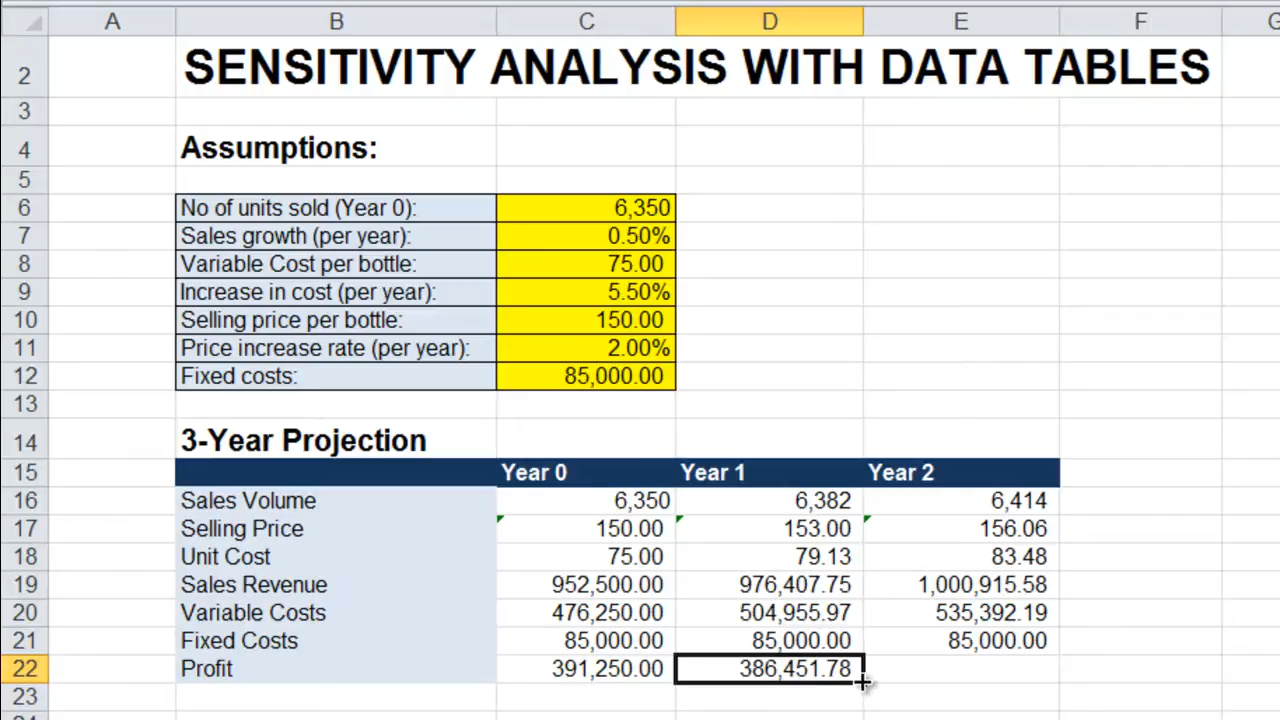 A B C D E F G
2 SENSITIVITY ANALYSIS WITH DATA TABLES
3
4 Assumptions:
5
6 No of units sold (Year 0): 6,350
7 Sales growth (per year): 0.50%
8 Variable Cost per bottle: 75.00
9 Increase in cost (per year): 5.50%
10 Selling price per bottle: 150.00
11 Price increase rate (per year): 2.00%
12 Fixed costs: 85,000.00
13
14 3-Year Projection
15 Year 0 Year 1 Year 2
16 Sales Volume 6,350 6,382 6,414
17 Selling Price 150.00 153.00 156.06
18 Unit Cost 75.00 79.13 83.48
19 Sales Revenue 952,500.00 976,407.75 1,000,915.58
20 Variable Costs 476,250.00 504,955.97 535,392.19
21 Fixed Costs 85,000.00 85,000.00 85,000.00
22 Profit 391,250.00 386,451.78
23